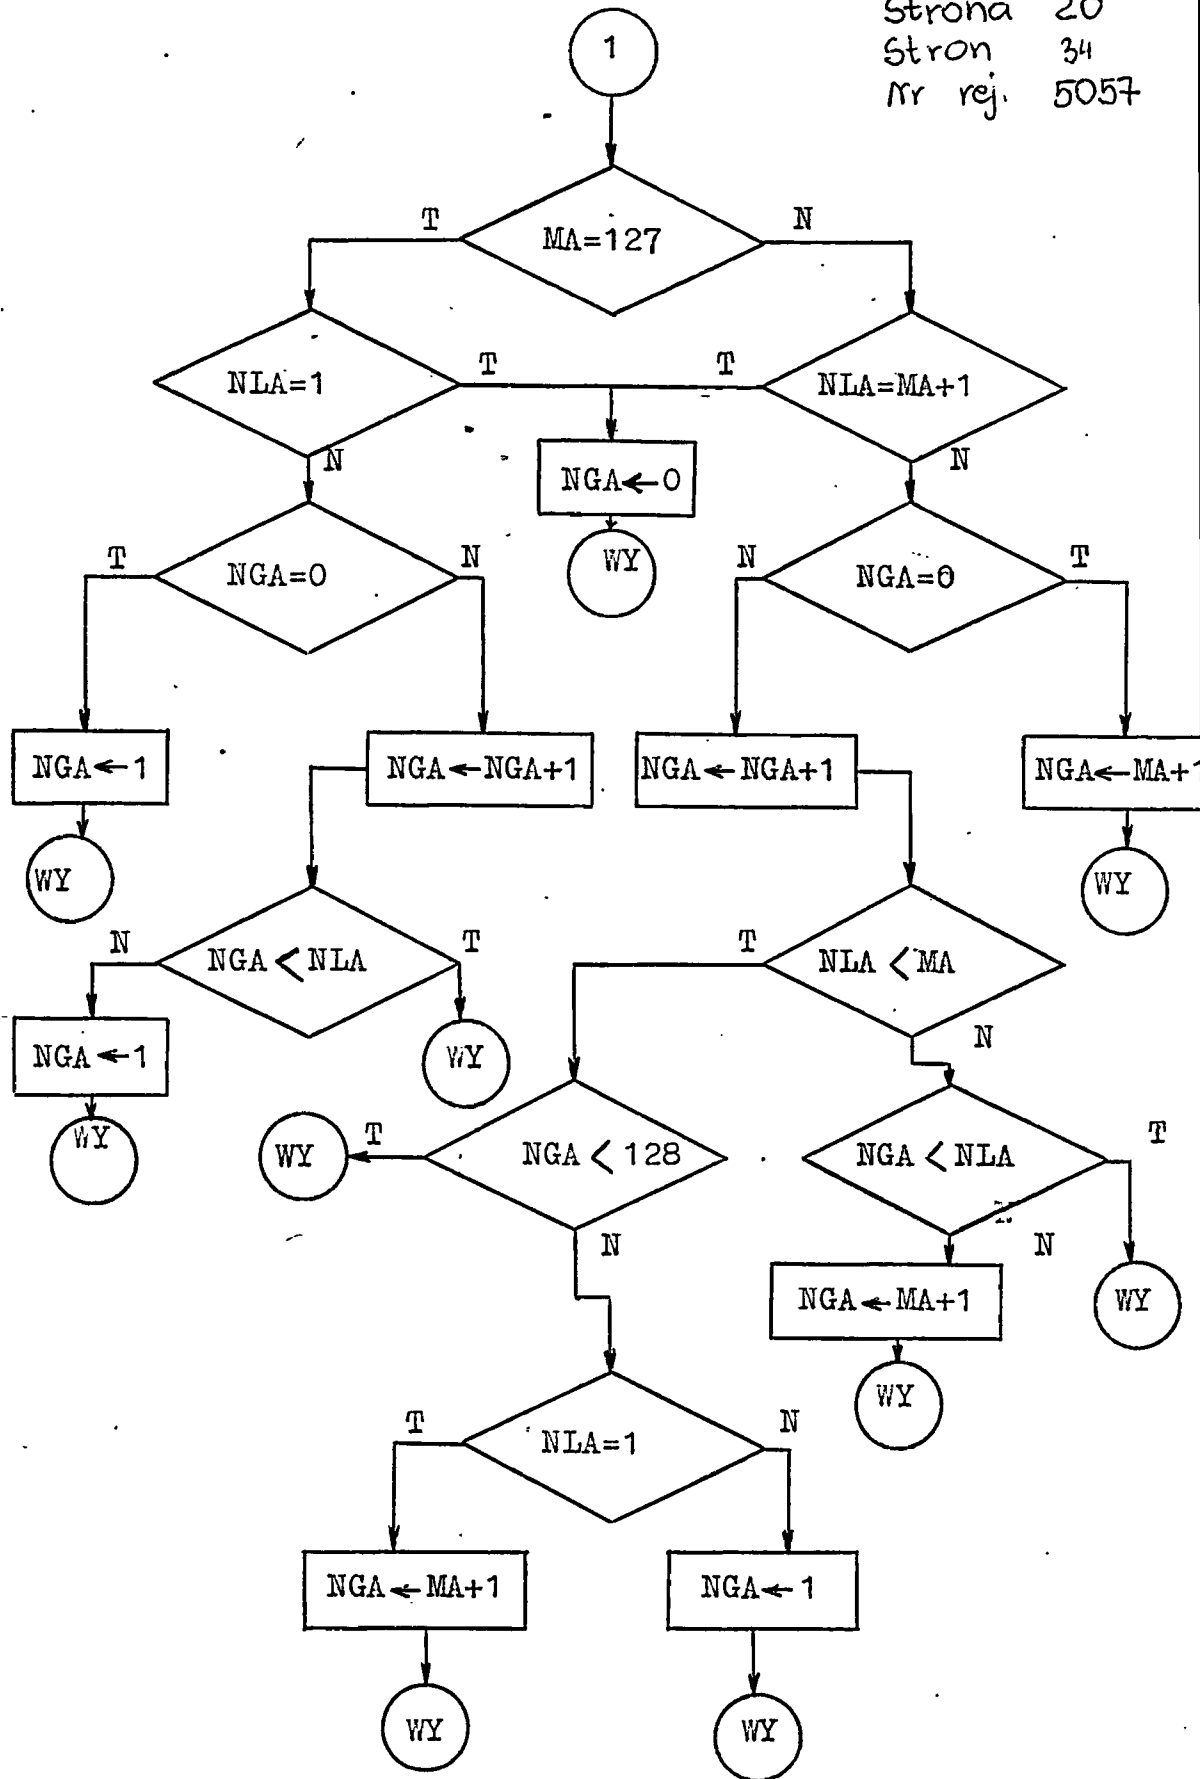 Strona 20
Stron 34
Nr rej. 5057
1
MA=127
T
N
NLA=1
T
T
NLA=MA+1
N
N
NGA←0
WY
T
NGA=0
N
N
NGA=0
T
NGA←1
NGA←NGA+1
NGA←NGA+1
NGA←MA+1
WY
WY
N
NGA<NLA
T
T
NLA<MA
N
NGA←1
WY
WY
WY
T
NGA<128
N
NGA<NLA
T
N
NGA←MA+1
WY
WY
T
NLA=1
N
NGA←MA+1
NGA←1
WY
WY